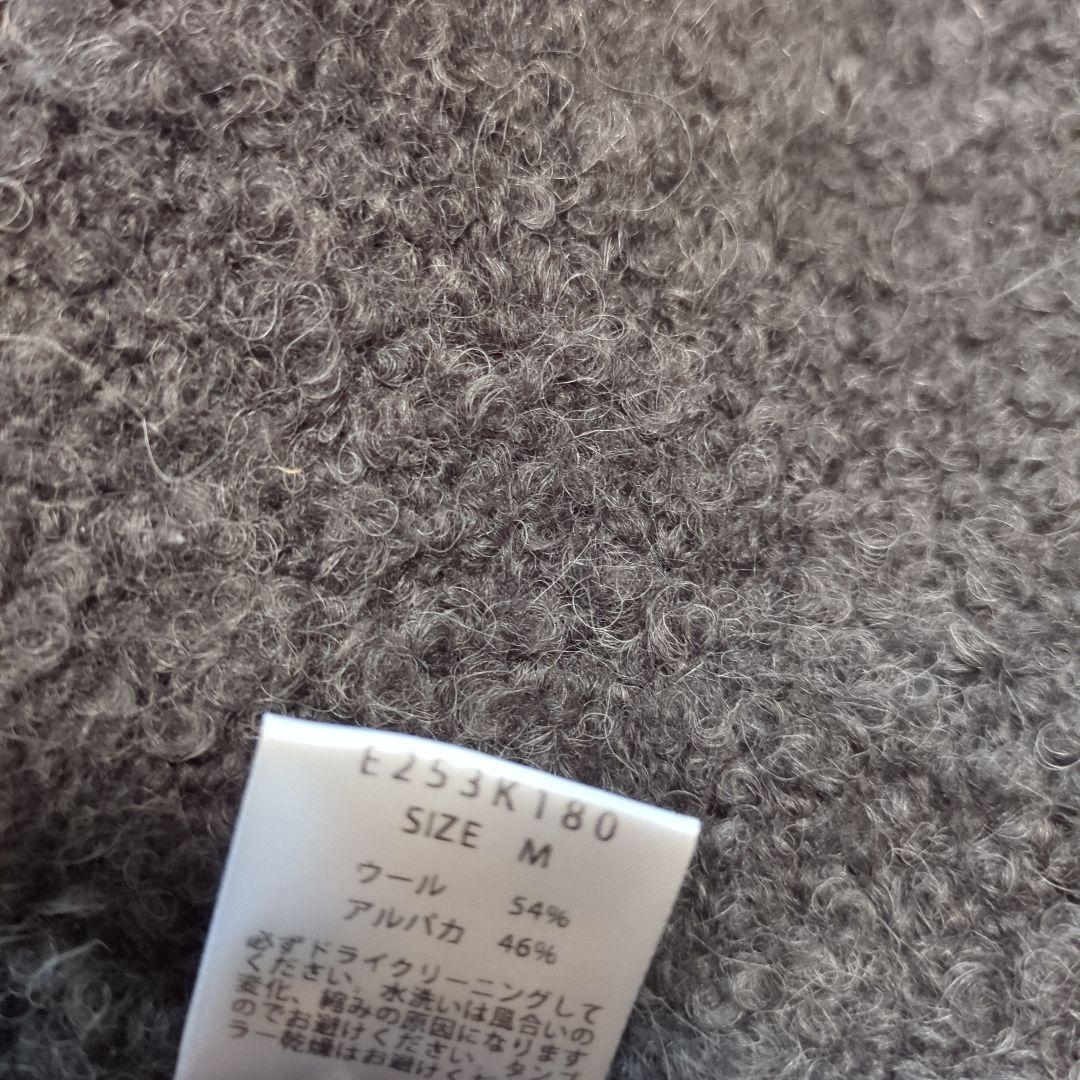 E253K180
SIZE M
ウール 54%
アルパカ 46%
必ずドライクリーニングして
ください。水洗いは風合いの
変化、縮みの原因になります
のでお避けください タンブ
ラー乾燥はお避けくだ